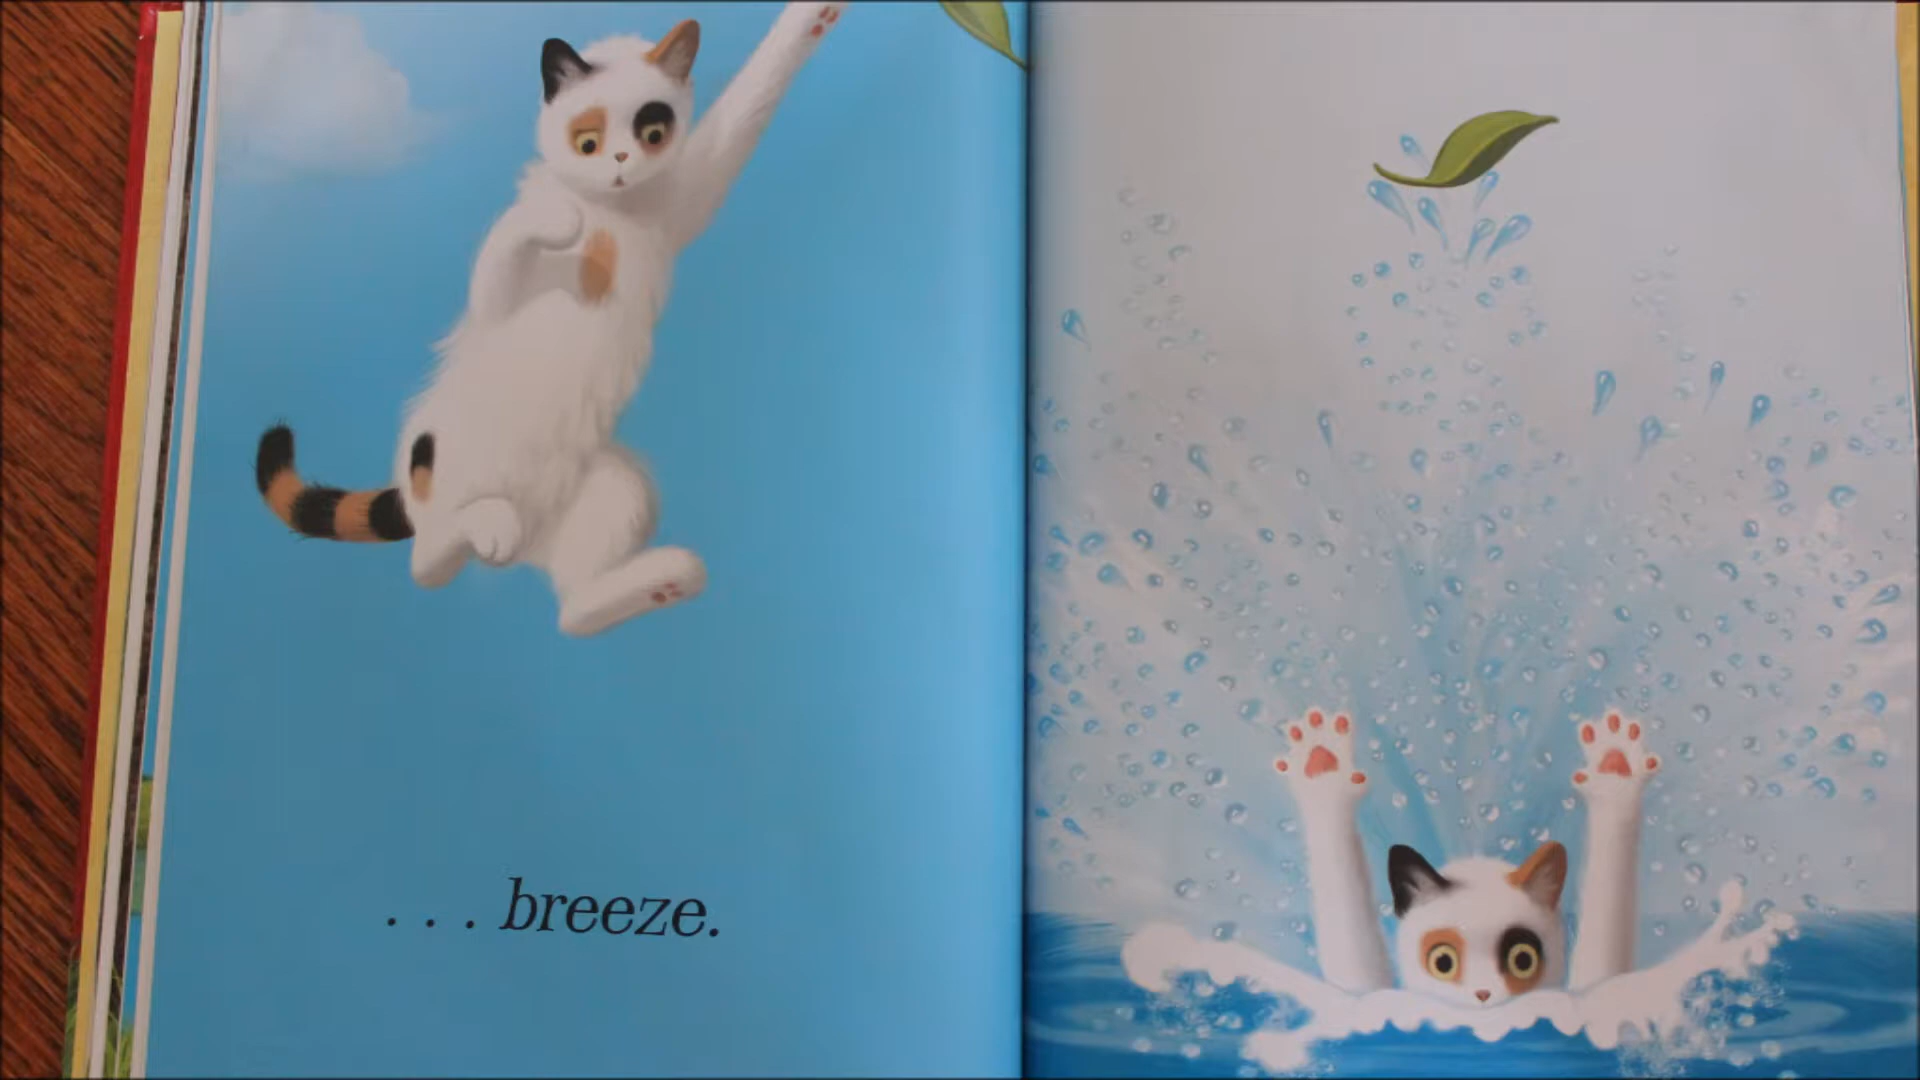 . . . breeze.